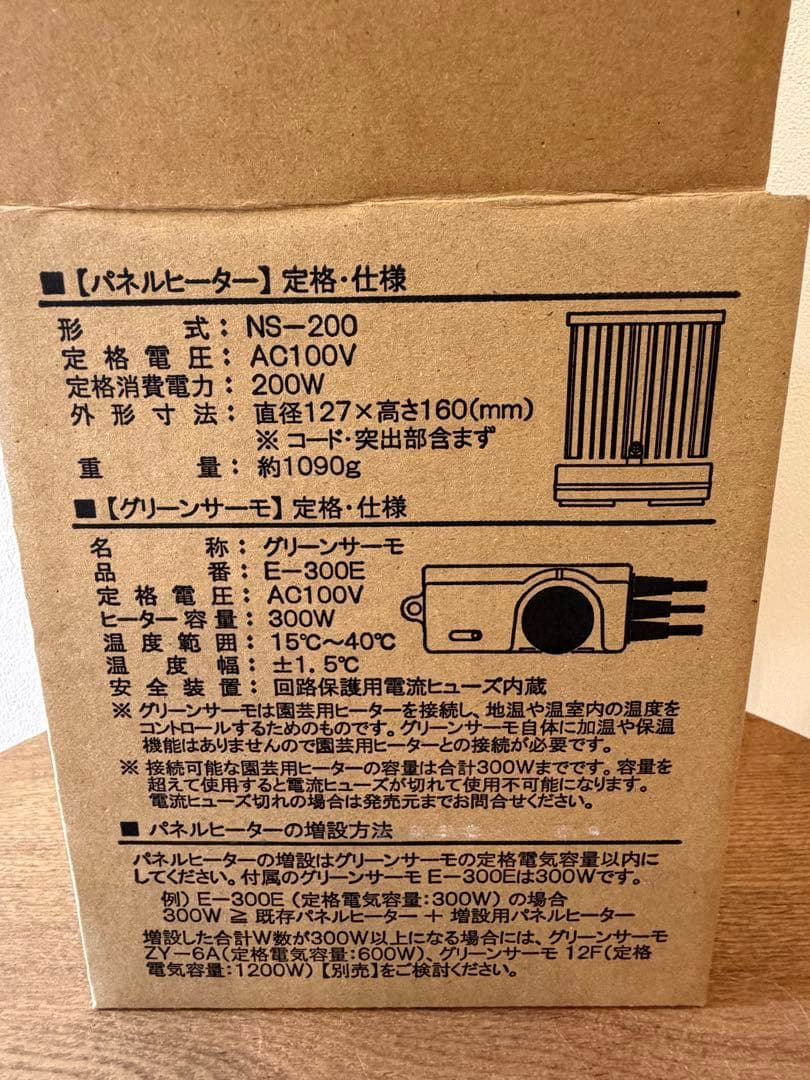 ■【パネルヒーター】定格・仕様
形式：NS-200
定格電圧：AC100V
定格消費電力：200W
外形寸法：直径127×高さ160(mm)
※ コード・突出部含まず
重量：約1090g
■【グリーンサーモ】定格・仕様
名称：グリーンサーモ
品番：E-300E
定格電圧：AC100V
ヒーター容量：300W
温度範囲：15℃～40℃
温度幅：±1.5℃
安全装置：回路保護用電流ヒューズ内蔵
※ グリーンサーモは園芸用ヒーターを接続し、地温や温室内の温度を
コントロールするためのものです。グリーンサーモ自体に加温や保温
機能はありませんので園芸用ヒーターとの接続が必要です。
※ 接続可能な園芸用ヒーターの容量は合計300Wまでです。容量を
超えて使用すると電流ヒューズが切れて使用不可能になります。
電流ヒューズ切れの場合は発売元までお問合せください。
■ パネルヒーターの増設方法
パネルヒーターの増設はグリーンサーモの定格電気容量以内に
してください。付属のグリーンサーモ E-300Eは300Wです。
例) E-300E (定格電気容量:300W) の場合
300W ≧ 既存パネルヒーター ＋ 増設用パネルヒーター
増設した合計W数が300W以上になる場合には、グリーンサーモ
ZY-6A(定格電気容量:600W)、グリーンサーモ 12F(定格
電気容量:1200W)【別売】をご検討ください。